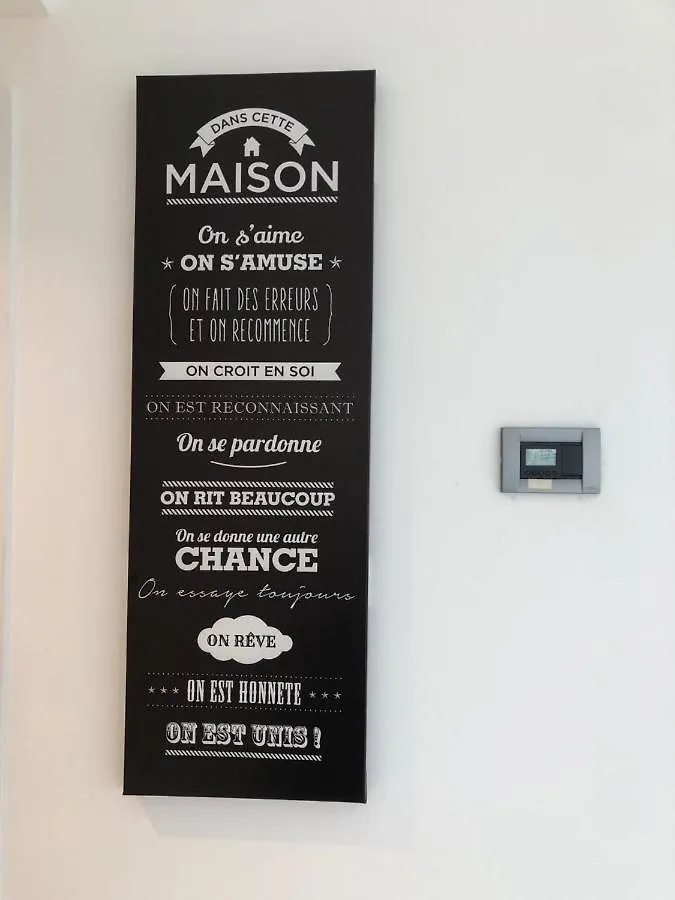 DANS CETTE
MAISON
On s'aime
ON S'AMUSE
ON FAIT DES ERREURS
ET ON RECOMMENCE
ON CROIT EN SOI
ON EST RECONNAISSANT
On se pardonne
ON RIT BEAUCOUP
On se donne une autre
CHANCE
On essaye toujours
ON RÊVE
ON EST HONNETE
ON EST UNIS !